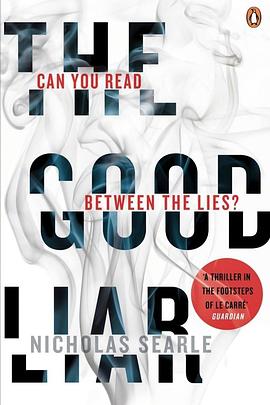 THE
CAN YOU READ
GOOD
BETWEEN THE LIES?
LIAR
NICHOLAS SEARLE
'A THRILLER IN
THE FOOTSTEPS
OF LE CARRÉ'
GUARDIAN